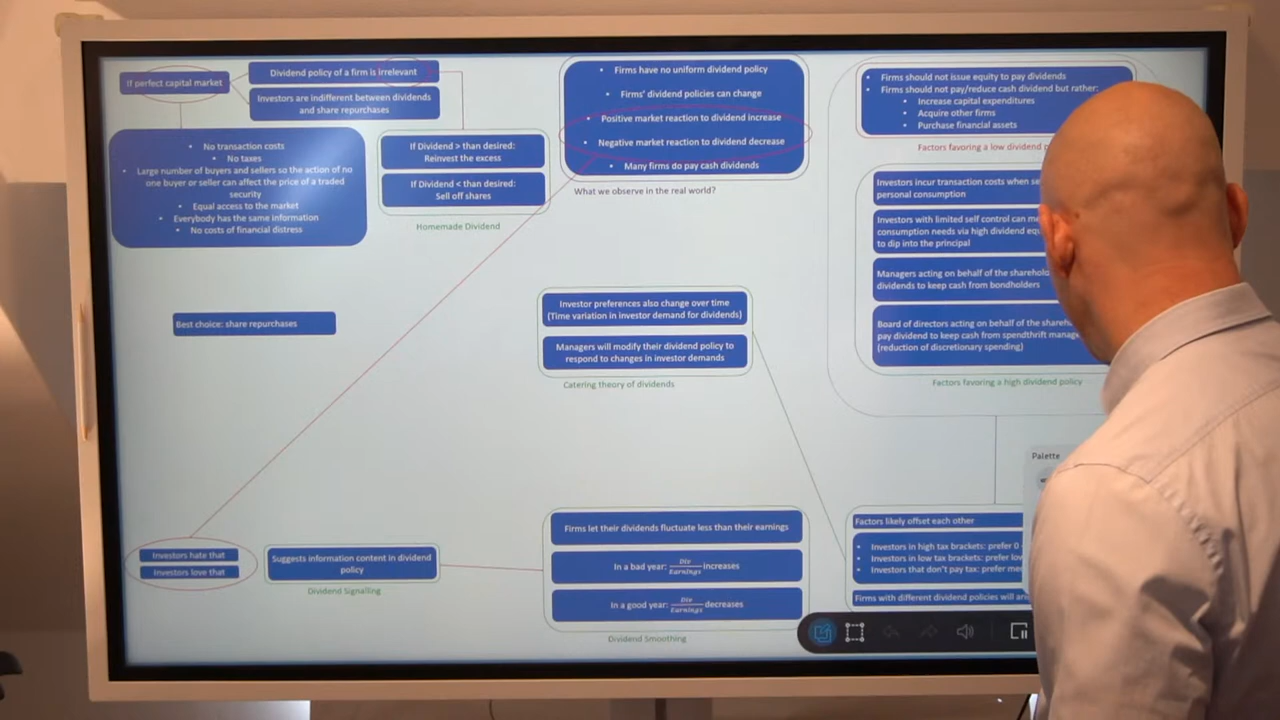 If perfect capital market
Dividend policy of a firm is irrelevant
Investors are indifferent between dividends
and share repurchases
• No transaction costs
• No taxes
• Large number of buyers and sellers so the action of no
one buyer or seller can affect the price of a traded
security
• Equal access to the market
• Everybody has the same information
• No costs of financial distress
If Dividend > than desired:
Reinvest the excess
If Dividend < than desired:
Sell off shares
Homemade Dividend
• Firms have no uniform dividend policy
• Firms' dividend policies can change
• Positive market reaction to dividend increase
• Negative market reaction to dividend decrease
• Many firms do pay cash dividends
What we observe in the real world?
• Firms should not issue equity to pay dividends
• Firms should not pay/reduce cash dividend but rather:
• Increase capital expenditures
• Acquire other firms
• Purchase financial assets
Factors favoring a low dividend
Investors incur transaction costs when
personal consumption
Investors with limited self control can
consumption needs via high dividend
to dip into the principal
Managers acting on behalf of the
dividends to keep cash from bondholders
Board of directors acting on behalf of the
pay dividend to keep cash from spendthrift
(reduction of discretionary spending)
Factors favoring a high dividend policy
Best choice: share repurchases
Investor preferences also change over time
(Time variation in investor demand for dividends)
Managers will modify their dividend policy to
respond to changes in investor demands
Catering theory of dividends
Palette
Investors hate that
Investors love that
Suggests information content in dividend
policy
Dividend Signalling
Firms let their dividends fluctuate less than their earnings
In a bad year: Div/Earnings increases
In a good year: Div/Earnings decreases
Dividend Smoothing
Factors likely offset each other
• Investors in high tax brackets: prefer 0
• Investors in low tax brackets: prefer
• Investors that don't pay tax: prefer
Firms with different dividend policies will